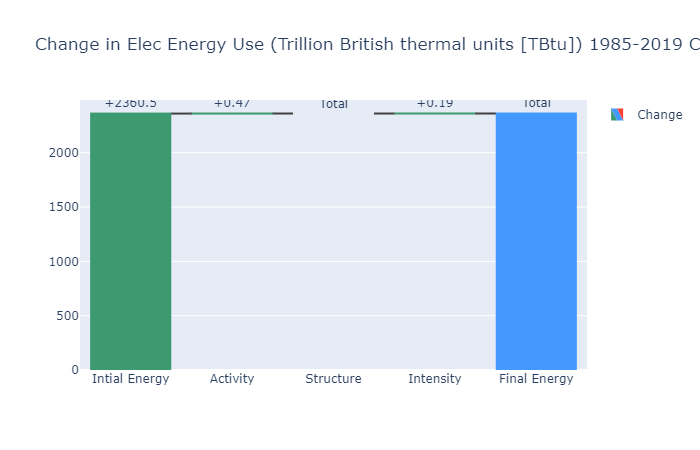 Change in Elec Energy Use (Trillion British thermal units [TBtu]) 1985-2019 C
+2360.5 +0.47 Total +0.19 Total
Change
2000
1500
1000
500
0
Intial Energy Activity Structure Intensity Final Energy